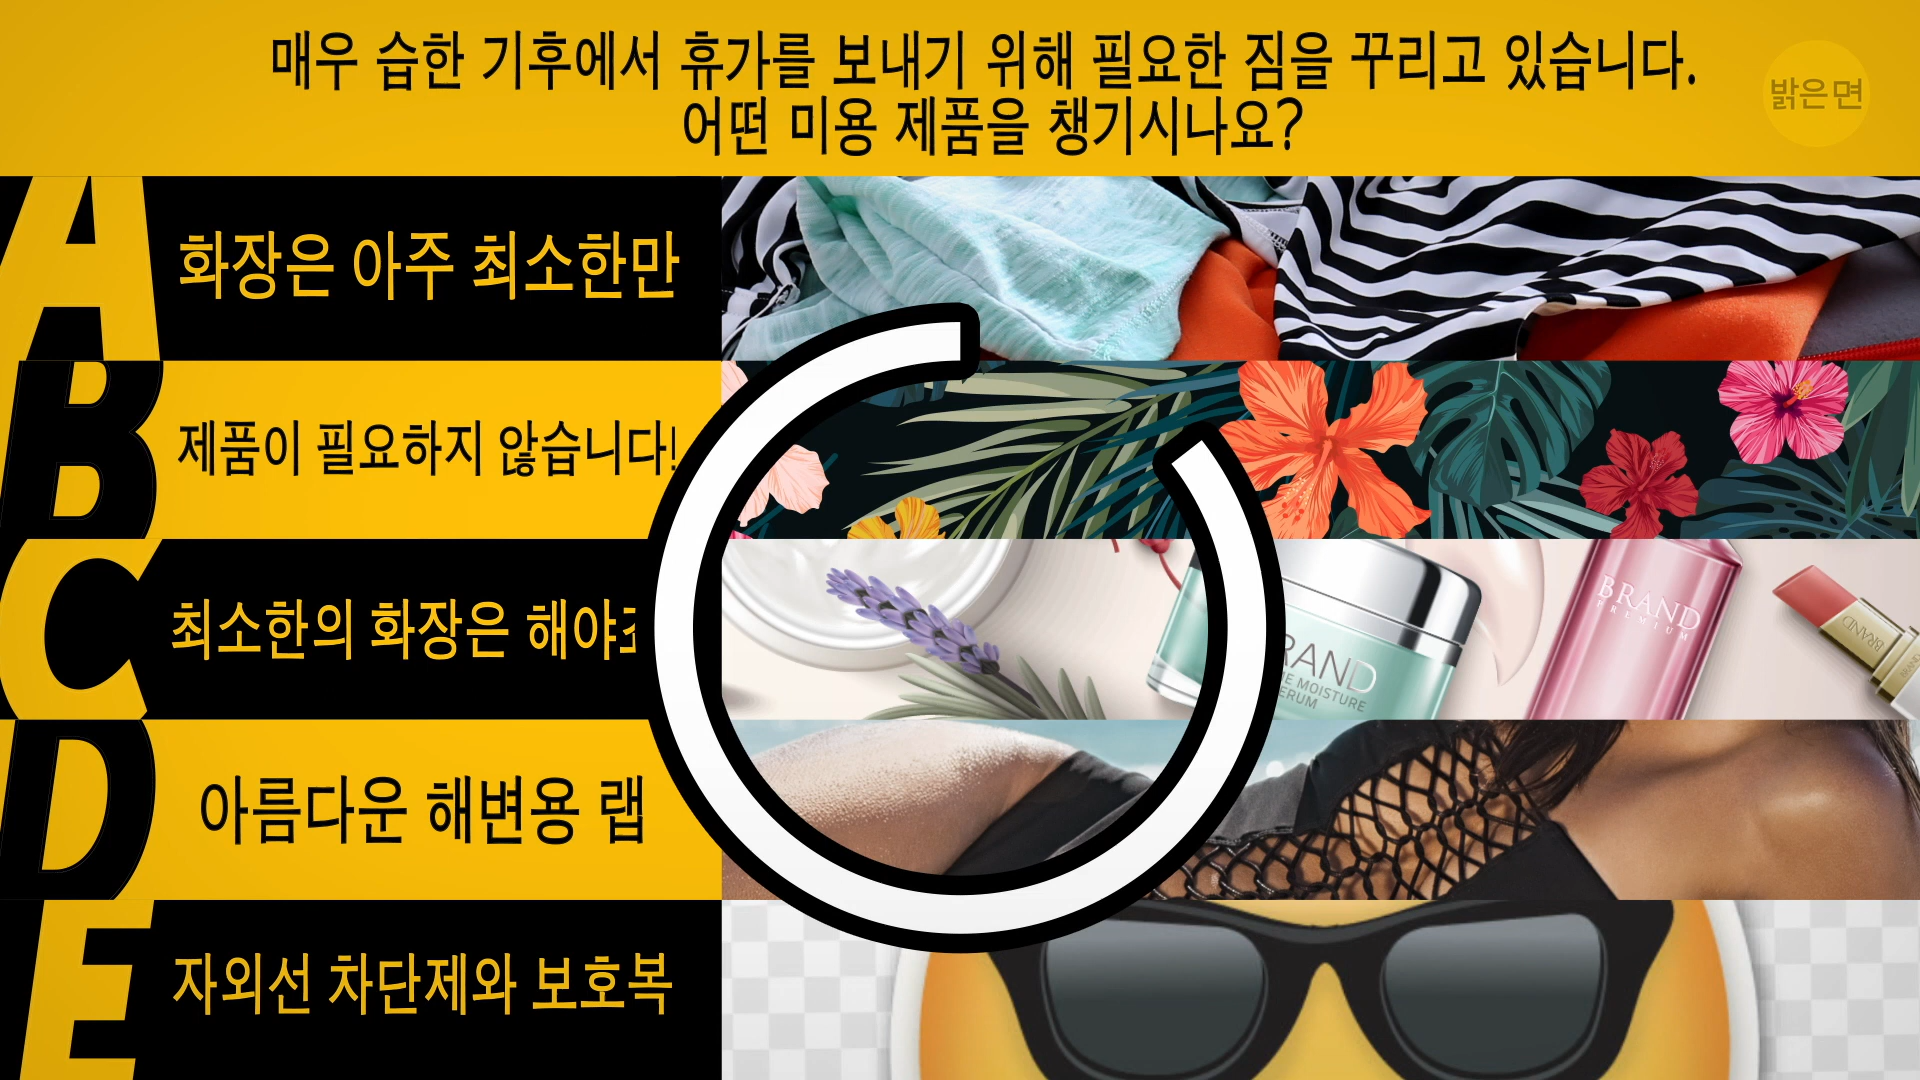 매우 습한 기후에서 휴가를 보내기 위해 필요한 짐을 꾸리고 있습니다.
어떤 미용 제품을 챙기시나요?
밝은면
A
화장은 아주 최소한만
B
제품이 필요하지 않습니다!
C
최소한의 화장은
D
아름다운 해변용 랩
E
자외선 차단제와 보호복
MOISTURE
BRAND
PREMIUM
BRAND